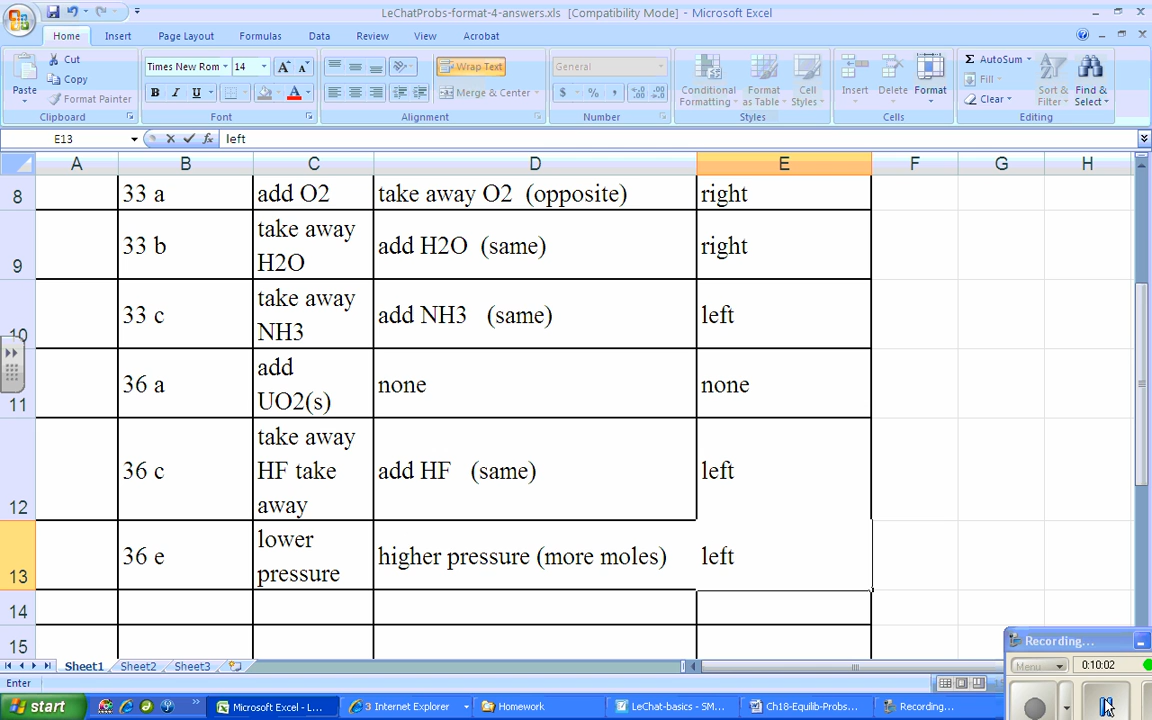 LeChatProbs-format-4-answers.xls [Compatibility Mode] - Microsoft Excel
Home Insert Page Layout Formulas Data Review View Acrobat
Paste
Cut
Copy
Format Painter
Clipboard
Times New Rom 14
B I U
Font
Wrap Text
Merge & Center
Alignment
General
$ % ,
Number
Conditional Formatting
Format as Table
Cell Styles
Styles
Insert
Delete
Format
Cells
AutoSum
Fill
Clear
Sort & Filter
Find & Select
Editing
E13 left
A B C D E F G H
8 33 a add O2 take away O2 (opposite) right
9 33 b take away H2O add H2O (same) right
10 33 c take away NH3 add NH3 (same) left
11 36 a add UO2(s) none none
12 36 c take away HF take away add HF (same) left
13 36 e lower pressure higher pressure (more moles) left
14
15
Recording...
Menu 0:10:02
Sheet1 Sheet2 Sheet3
Enter
start Microsoft Excel - L... 3 Internet Explorer Homework LeChat-basics - SM... Ch18-Equilib-Probs... Recording...